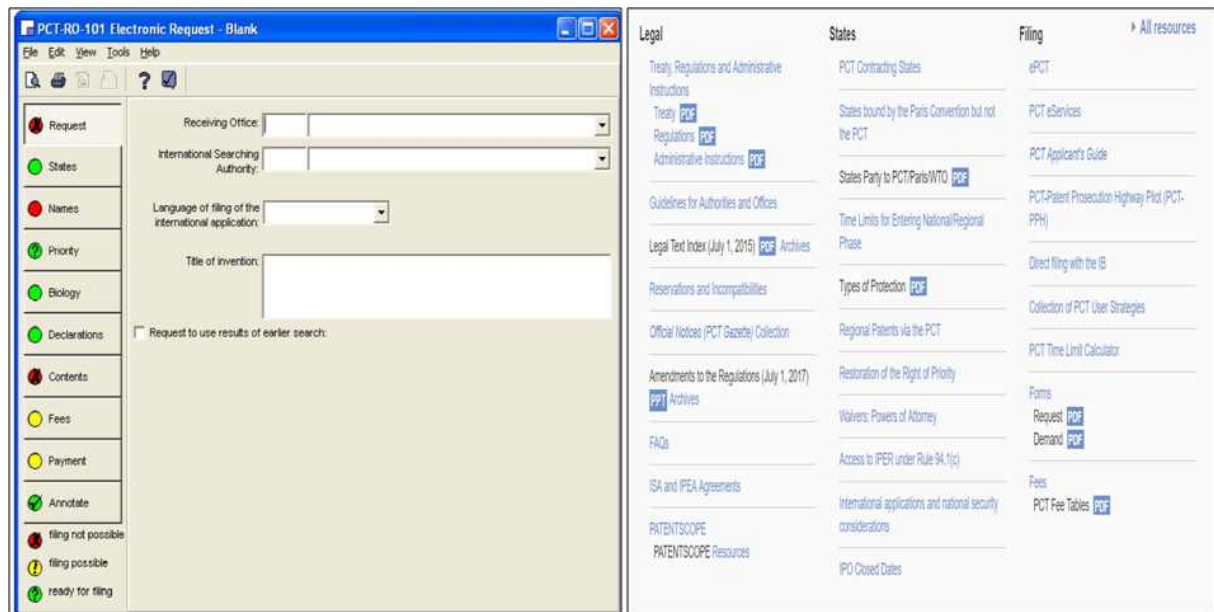 PCT-RO-101 Electronic Request - Blank
File Edit View Tools Help
Request
States
Names
Priority
Biology
Declarations
Contents
Fees
Payment
Annotate
filing not possible
filing possible
ready for filing
Receiving Office:
International Searching
Authority:
Language of filing of the
international application:
Title of invention:
Request to use results of earlier search:
Legal
Treaty, Regulations and Administrative
Instructions
Treaty PDF
Regulations PDF
Administrative Instructions PDF
Guidelines for Authorities and Offices
Legal Text Index (July 1, 2015) PDF Archives
Reservations and Incompatibilities
Official Notices (PCT Gazette) Collection
Amendments to the Regulations (July 1, 2017)
PPT Archives
FAQs
ISA and IPEA Agreements
PATENTSCOPE
PATENTSCOPE Resources
States
PCT Contracting States
States bound by the Paris Convention but not
the PCT
States Party to PCT/Paris/WTO PDF
Time Limits for Entering National/Regional
Phase
Types of Protection PDF
Regional Patents via the PCT
Restoration of the Right of Priority
Waivers: Powers of Attorney
Access to IPER under Rule 94.1(c)
International applications and national security
considerations
IPO Closed Dates
Filing
All resources
ePCT
PCT eServices
PCT Applicant's Guide
PCT-Patent Prosecution Highway Pilot (PCT-
PPH)
Direct filing with the IB
Collection of PCT User Strategies
PCT Time Limit Calculator
Forms
Request PDF
Demand PDF
Fees
PCT Fee Tables PDF